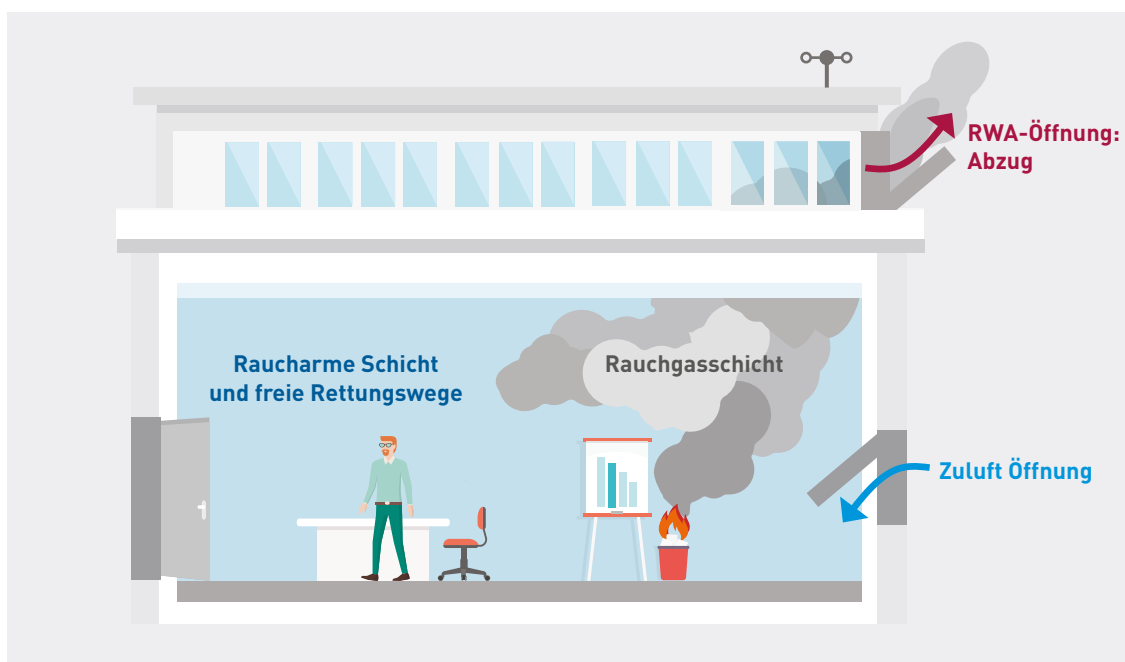 RWA-Öffnung:
Abzug
Raucharme Schicht
und freie Rettungswege
Rauchgasschicht
Zuluft Öffnung